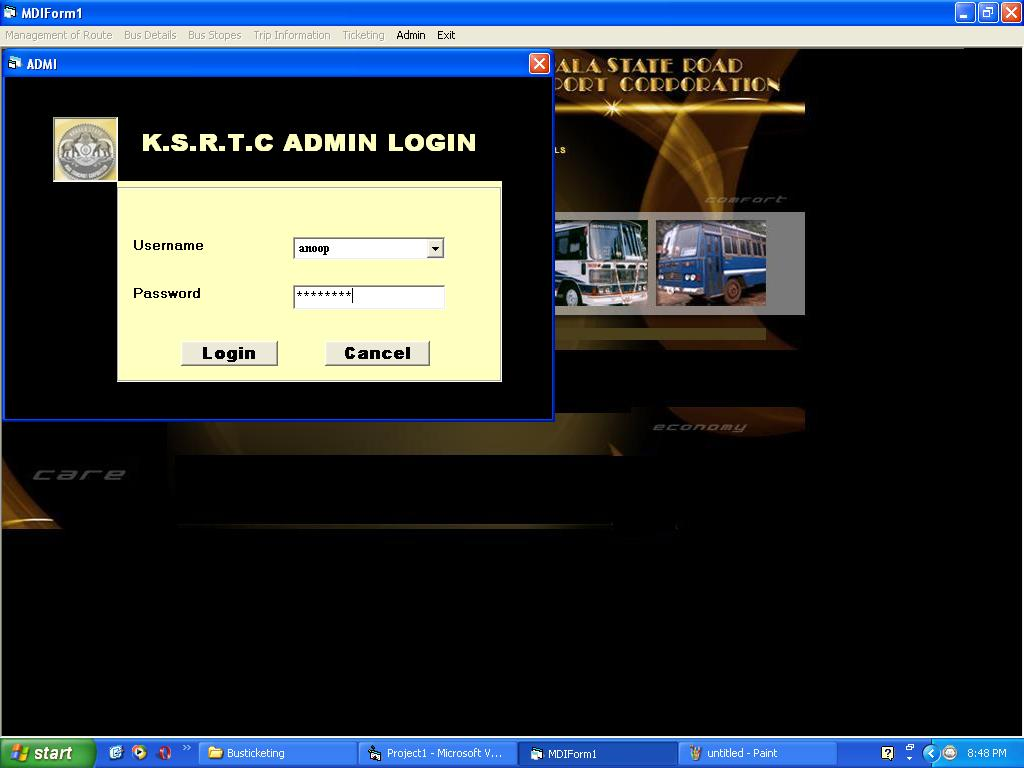 MDIForm1
Management of Route Bus Details Bus Stopes Trip Information Ticketing Admin Exit
ADMI
ALA STATE ROAD
PORT CORPORATION
K.S.R.T.C ADMIN LOGIN
LS
comfort
Username anoop
Password ********
Login Cancel
economy
care
start Busticketing Project1 - Microsoft V... MDIForm1 untitled - Paint 8:48 PM